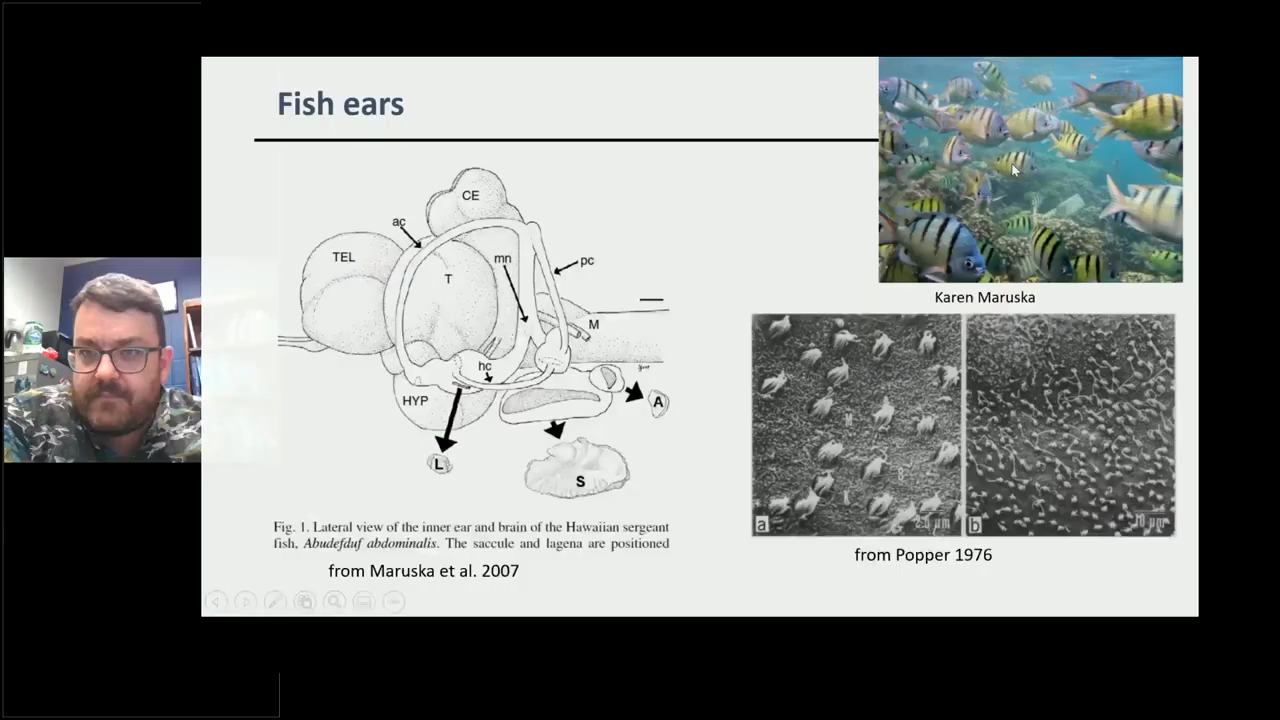 Fish ears
CE
ac
TEL
mn
pc
T
M
hc
HYP
A
L
S
Fig. 1. Lateral view of the inner ear and brain of the Hawaiian sergeant
fish, Abudefduf abdominalis. The saccule and lagena are positioned
from Maruska et al. 2007
Karen Maruska
a
b
from Popper 1976